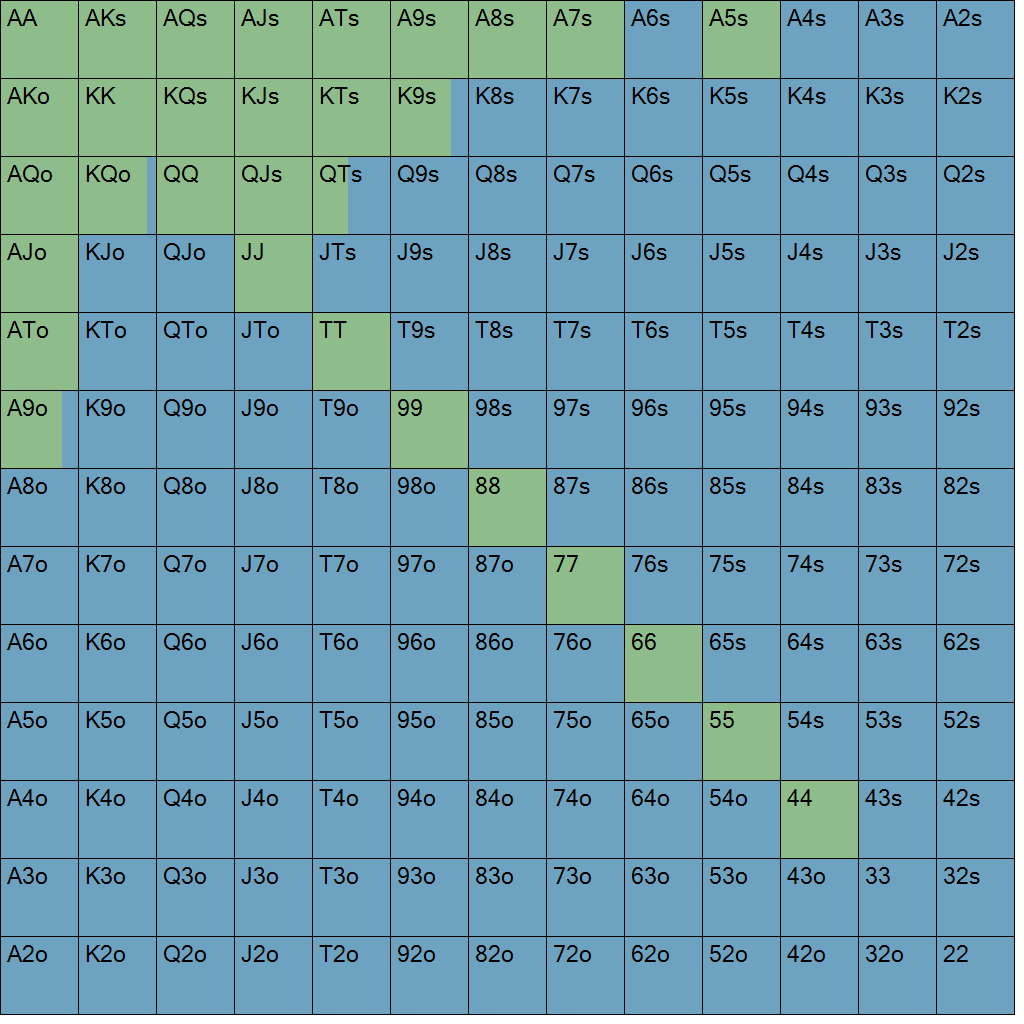 AA AKs AQs AJs ATs A9s A8s A7s A6s A5s A4s A3s A2s
AKo KK KQs KJs KTs K9s K8s K7s K6s K5s K4s K3s K2s
AQo KQo QQ QJs QTs Q9s Q8s Q7s Q6s Q5s Q4s Q3s Q2s
AJo KJo QJo JJ JTs J9s J8s J7s J6s J5s J4s J3s J2s
ATo KTo QTo JTo TT T9s T8s T7s T6s T5s T4s T3s T2s
A9o K9o Q9o J9o T9o 99 98s 97s 96s 95s 94s 93s 92s
A8o K8o Q8o J8o T8o 98o 88 87s 86s 85s 84s 83s 82s
A7o K7o Q7o J7o T7o 97o 87o 77 76s 75s 74s 73s 72s
A6o K6o Q6o J6o T6o 96o 86o 76o 66 65s 64s 63s 62s
A5o K5o Q5o J5o T5o 95o 85o 75o 65o 55 54s 53s 52s
A4o K4o Q4o J4o T4o 94o 84o 74o 64o 54o 44 43s 42s
A3o K3o Q3o J3o T3o 93o 83o 73o 63o 53o 43o 33 32s
A2o K2o Q2o J2o T2o 92o 82o 72o 62o 52o 42o 32o 22